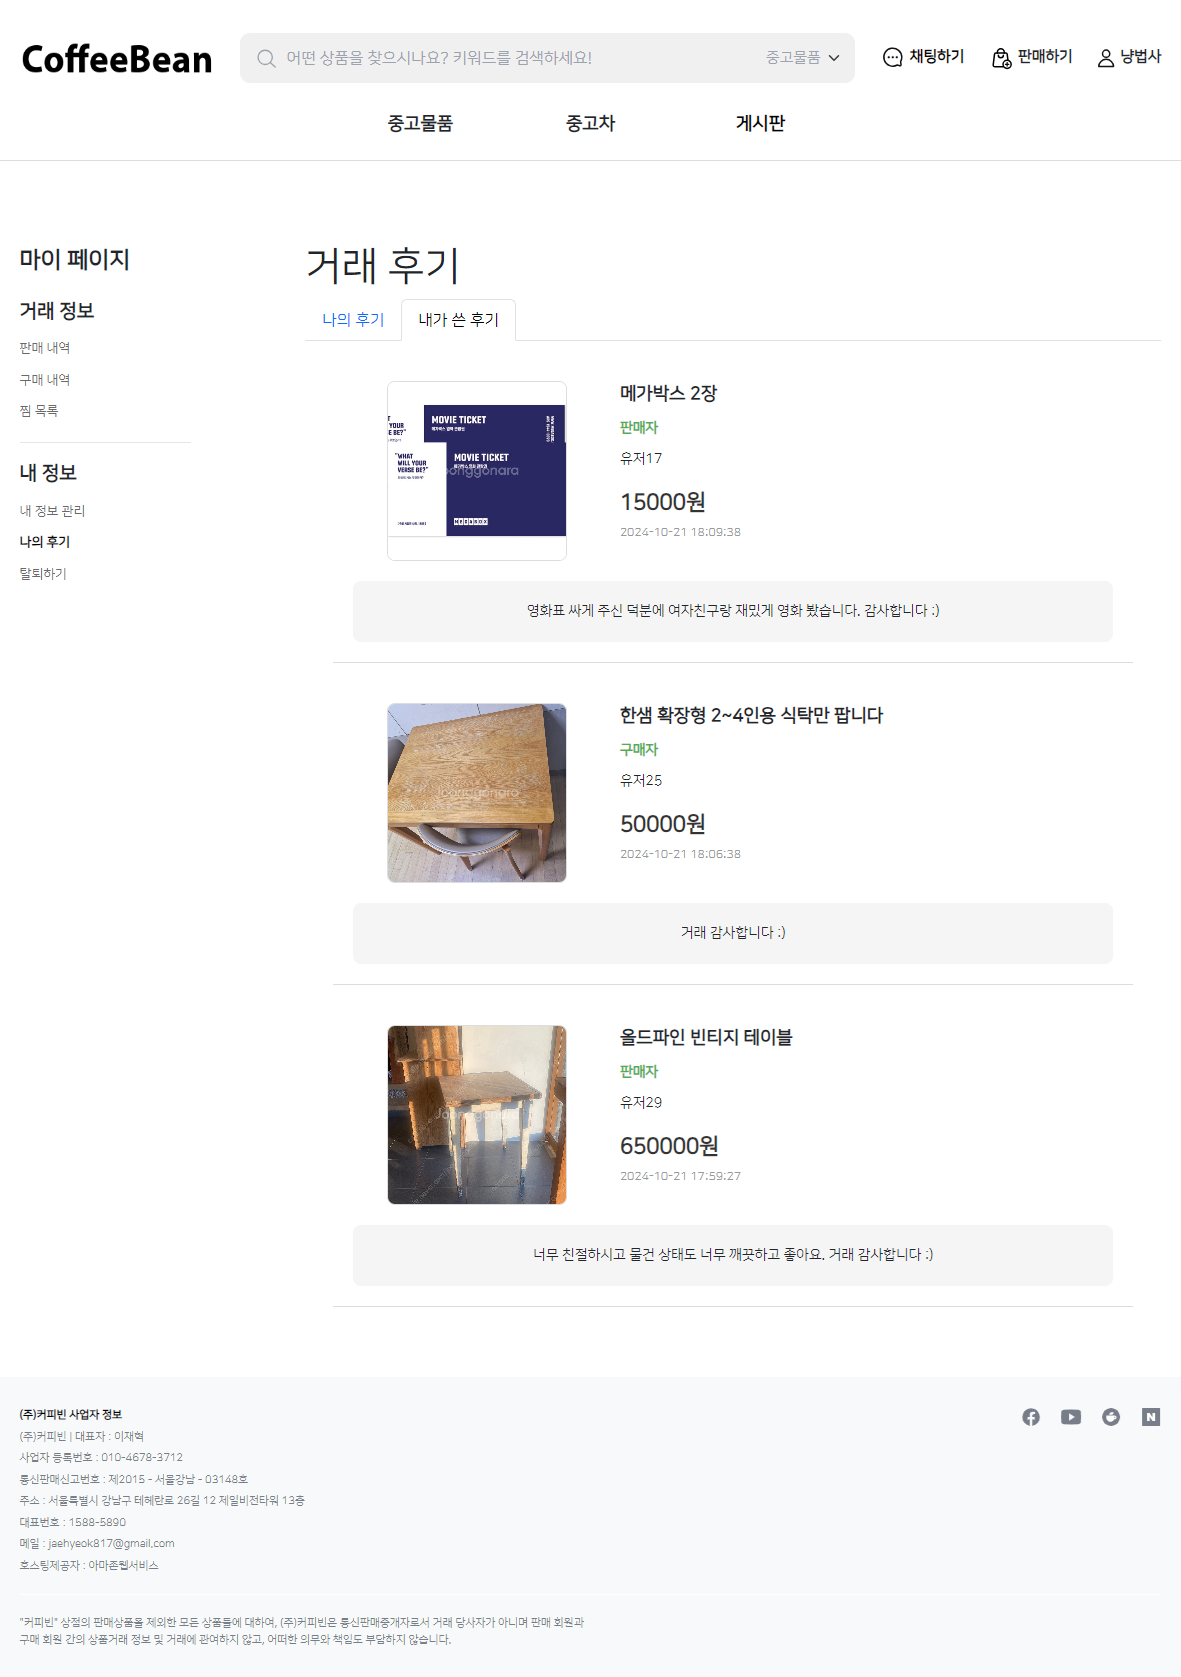 CoffeeBean
어떤 상품을 찾으시나요? 키워드를 검색하세요!
중고물품
채팅하기
판매하기
냥법사
중고물품
중고차
게시판
마이 페이지
거래 정보
판매 내역
구매 내역
찜 목록
내 정보
내 정보 관리
나의 후기
탈퇴하기
거래 후기
나의 후기
내가 쓴 후기
MOVIE TICKET
MOVIE TICKET
"WHAT
WILL YOUR
VERSE BE?"
MEGABOX
joonggonara
메가박스 2장
판매자
유저17
15000원
2024-10-21 18:09:38
영화표 싸게 주신 덕분에 여자친구랑 재밌게 영화 봤습니다. 감사합니다 :)
Joonggonara
한샘 확장형 2~4인용 식탁만 팝니다
구매자
유저25
50000원
2024-10-21 18:06:38
거래 감사합니다 :)
Joonggonara
올드파인 빈티지 테이블
판매자
유저29
650000원
2024-10-21 17:59:27
너무 친절하시고 물건 상태도 너무 깨끗하고 좋아요. 거래 감사합니다 :)
(주)커피빈 사업자 정보
(주)커피빈 | 대표자 : 이재혁
사업자 등록번호 : 010-4678-3712
통신판매신고번호 : 제2015 - 서울강남 - 03148호
주소 : 서울특별시 강남구 테헤란로 26길 12 제일비전타워 13층
대표번호 : 1588-5890
메일 : jaehyeok817@gmail.com
호스팅제공자 : 아마존웹서비스
"커피빈" 상점의 판매상품을 제외한 모든 상품들에 대하여, (주)커피빈은 통신판매중개자로서 거래 당사자가 아니며 판매 회원과
구매 회원 간의 상품거래 정보 및 거래에 관여하지 않고, 어떠한 의무와 책임도 부담하지 않습니다.